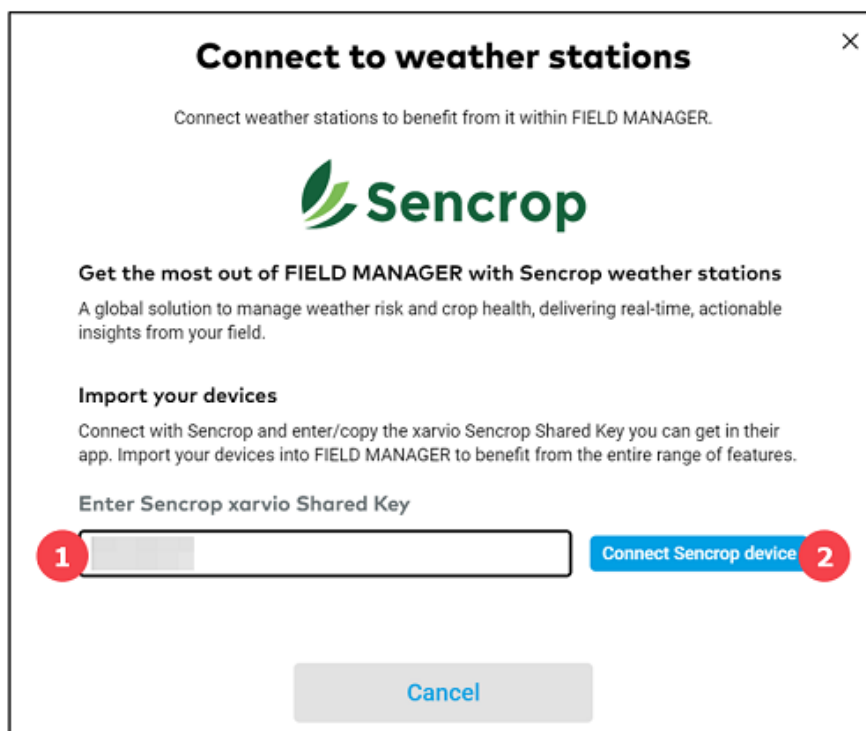 Connect to weather stations
Connect weather stations to benefit from it within FIELD MANAGER.
Sencrop
Get the most out of FIELD MANAGER with Sencrop weather stations
A global solution to manage weather risk and crop health, delivering real-time, actionable
insights from your field.
Import your devices
Connect with Sencrop and enter/copy the xarvio Sencrop Shared Key you can get in their
app. Import your devices into FIELD MANAGER to benefit from the entire range of features.
Enter Sencrop xarvio Shared Key
1
Connect Sencrop device
2
Cancel